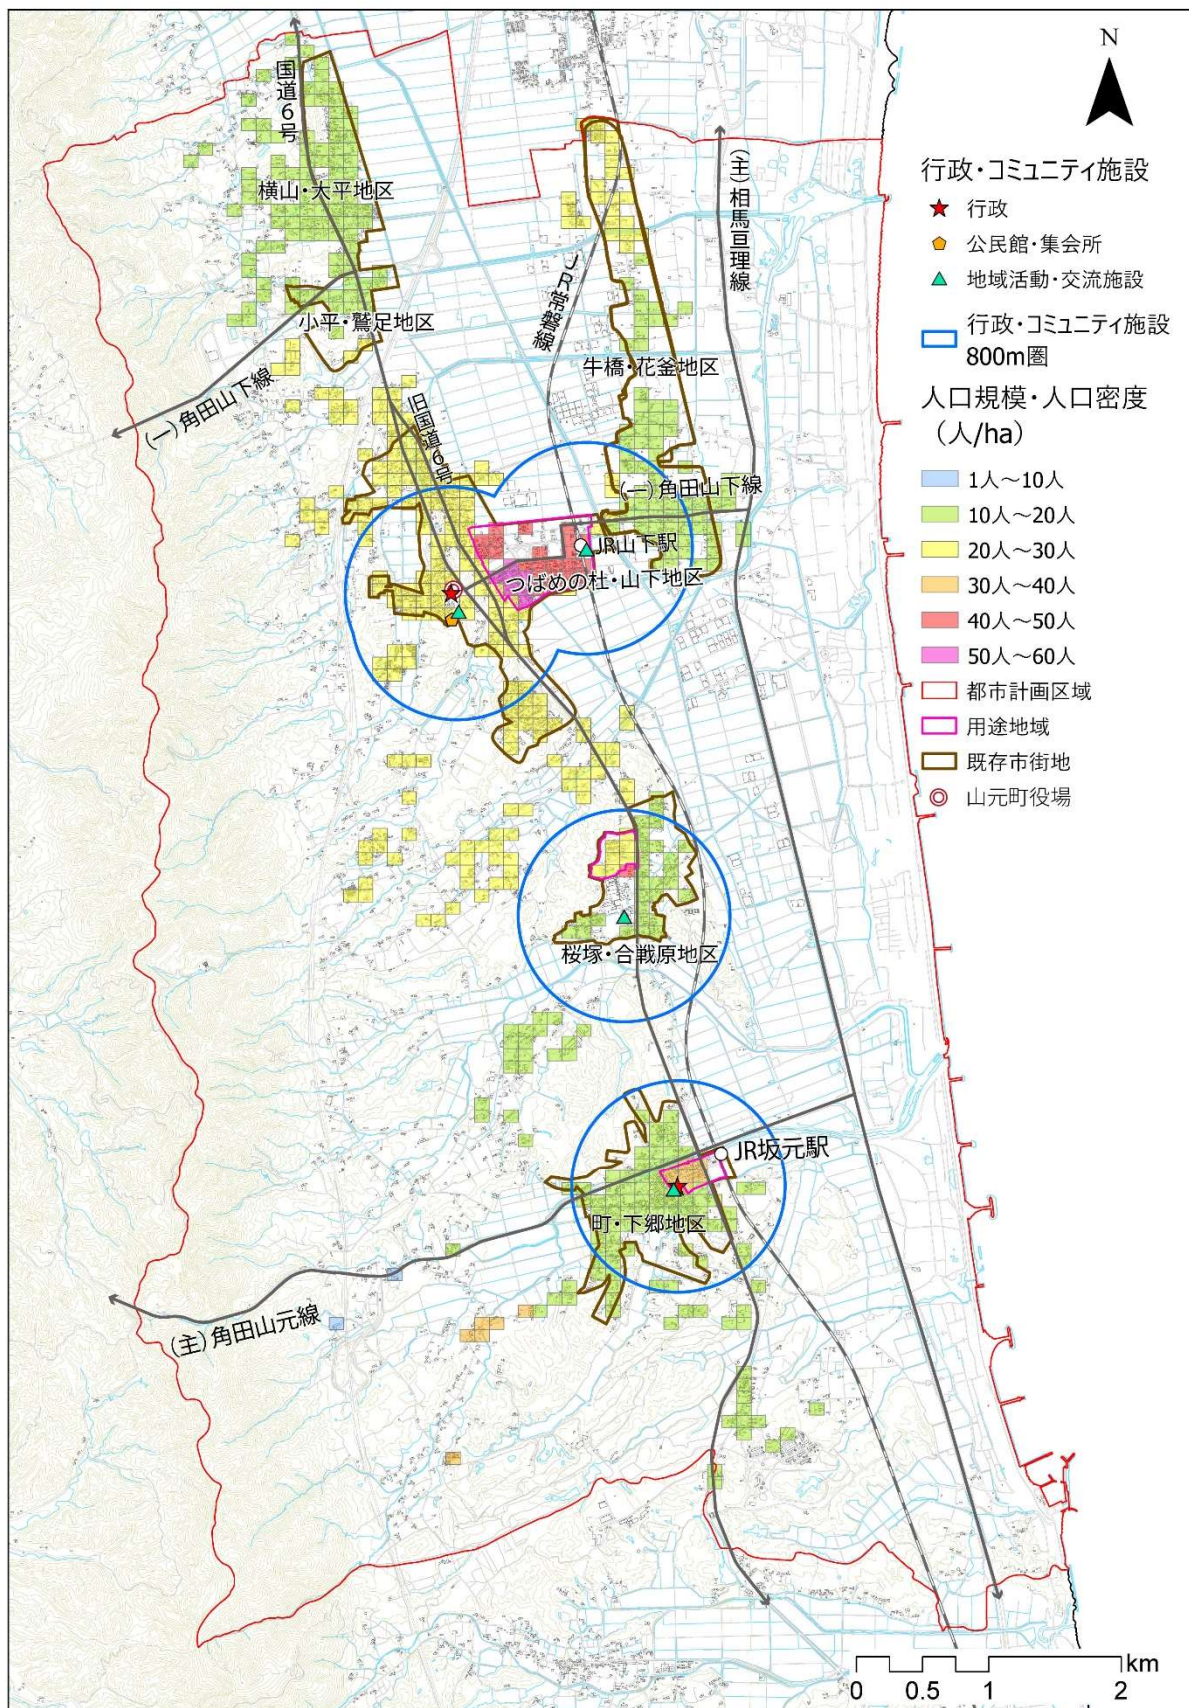 N
行政・コミュニティ施設
行政
公民館・集会所
地域活動・交流施設
行政・コミュニティ施設
800m圏
人口規模・人口密度
（人/ha）
1人～10人
10人～20人
20人～30人
30人～40人
40人～50人
50人～60人
都市計画区域
用途地域
既存市街地
山元町役場
国道6号
横山・大平地区
(主)相馬亘理線
JR常磐線
小平・鷲足地区
牛橋・花釜地区
(一)角田山下線
旧国道6号
(一)角田山下線
JR山下駅
つばめの杜・山下地区
桜塚・合戦原地区
JR坂元駅
町・下郷地区
(主)角田山元線
km
0 0.5 1 2